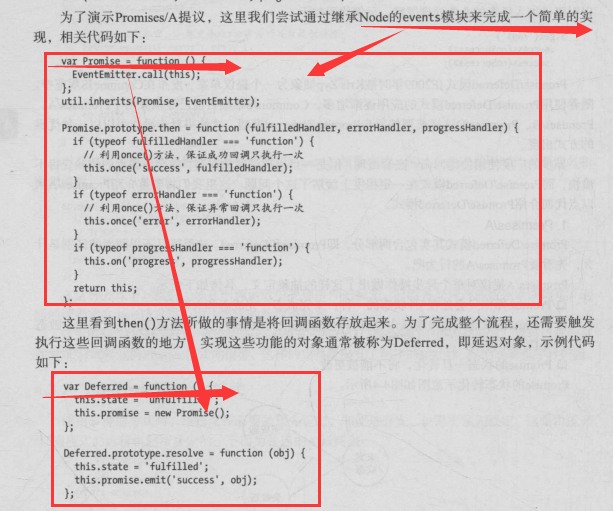 为了演示Promises/A提议，这里我们尝试通过继承Node的events模块来完成一个简单的实
现，相关代码如下：
var Promise = function () {
EventEmitter.call(this);
};
util.inherits(Promise, EventEmitter);
Promise.prototype.then = function (fulfilledHandler, errorHandler, progressHandler) {
if (typeof fulfilledHandler === 'function') {
// 利用once()方法，保证成功回调只执行一次
this.once('success', fulfilledHandler);
}
if (typeof errorHandler === 'function') {
// 利用once()方法，保证异常回调只执行一次
this.once('error', errorHandler);
}
if (typeof progressHandler === 'function') {
this.on('progress', progressHandler);
}
return this;
};
这里看到then()方法所做的事情是将回调函数存放起来。为了完成整个流程，还需要触发
执行这些回调函数的地方，实现这些功能的对象通常被称为Deferred，即延迟对象，示例代码
如下：
var Deferred = function () {
this.state = 'unfulfilled';
this.promise = new Promise();
};
Deferred.prototype.resolve = function (obj) {
this.state = 'fulfilled';
this.promise.emit('success', obj);
};